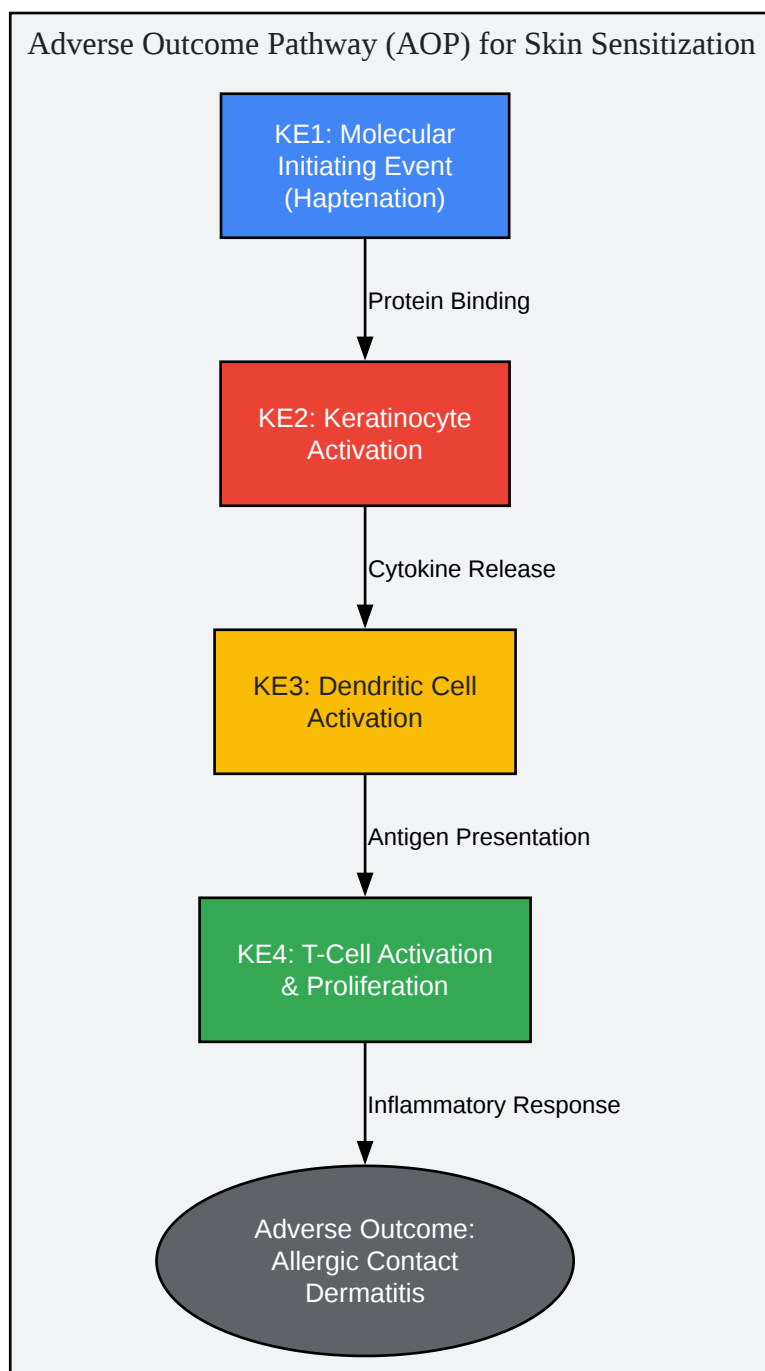 Adverse Outcome Pathway (AOP) for Skin Sensitization
KE1: Molecular
Initiating Event
(Haptenation)
Protein Binding
KE2: Keratinocyte
Activation
Cytokine Release
KE3: Dendritic Cell
Activation
Antigen Presentation
KE4: T-Cell Activation
& Proliferation
Inflammatory Response
Adverse Outcome:
Allergic Contact
Dermatitis